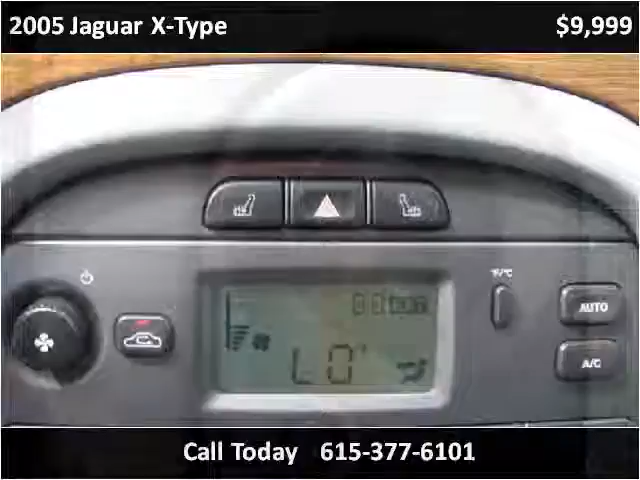 2005 Jaguar X-Type $9,999
°F/°C
AUTO
LO
A/C
Call Today 615-377-6101